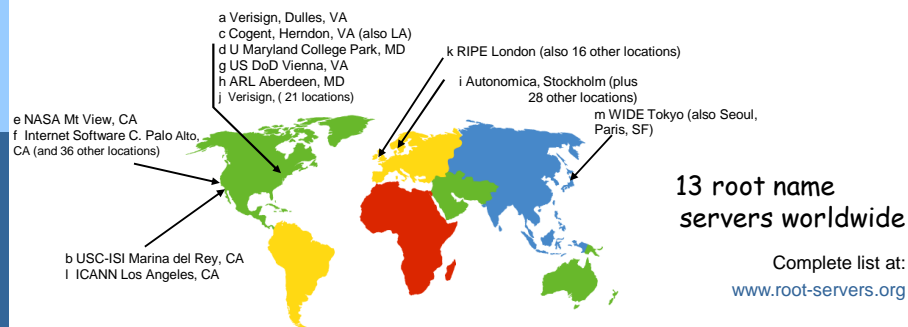 a Verisign, Dulles, VA
c Cogent, Herndon, VA (also LA)
d U Maryland College Park, MD
g US DoD Vienna, VA
h ARL Aberdeen, MD
j Verisign, ( 21 locations)
k RIPE London (also 16 other locations)
i Autonomica, Stockholm (plus
28 other locations)
m WIDE Tokyo (also Seoul,
Paris, SF)
e NASA Mt View, CA
f Internet Software C. Palo Alto,
CA (and 36 other locations)
b USC-ISI Marina del Rey, CA
l ICANN Los Angeles, CA
13 root name
servers worldwide
Complete list at:
www.root-servers.org